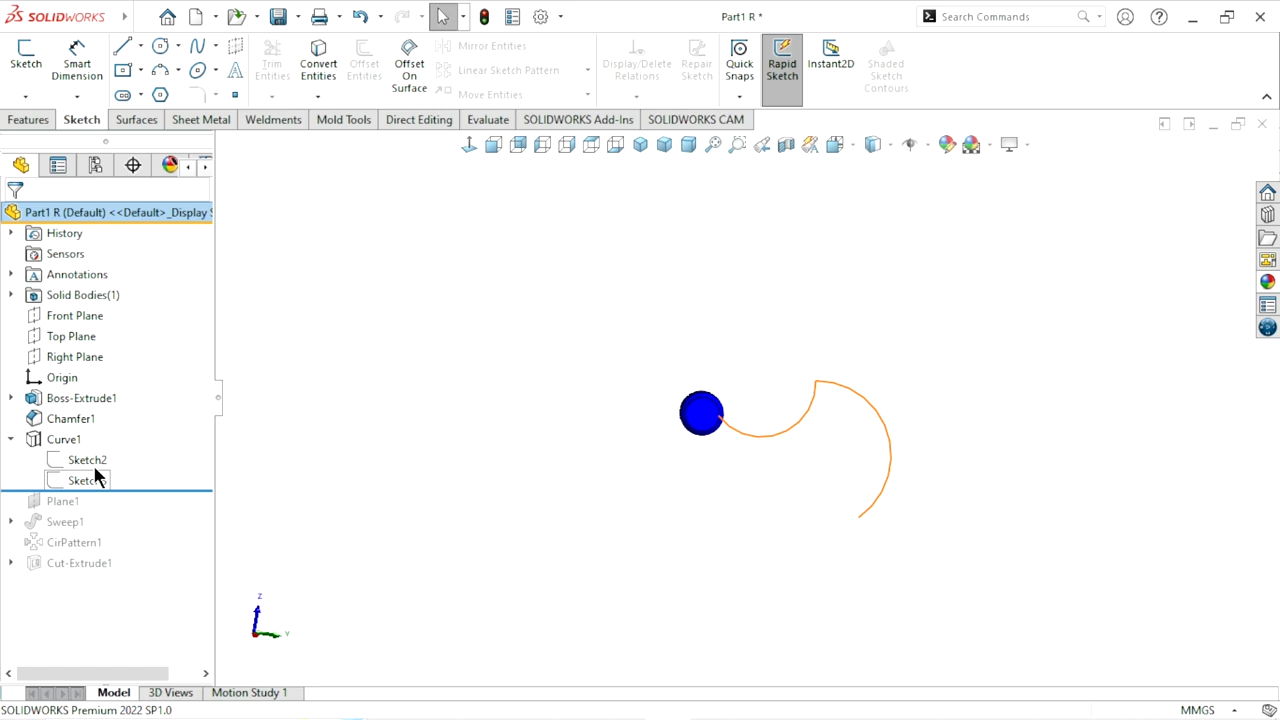 SOLIDWORKS
Part1 R *
Search Commands
Sketch
Smart Dimension
Trim Entities
Convert Entities
Offset Entities
Offset On Surface
Mirror Entities
Linear Sketch Pattern
Move Entities
Display/Delete Relations
Repair Sketch
Quick Snaps
Rapid Sketch
Instant2D
Shaded Sketch Contours
Features
Sketch
Surfaces
Sheet Metal
Weldments
Mold Tools
Direct Editing
Evaluate
SOLIDWORKS Add-Ins
SOLIDWORKS CAM
Part1 R (Default) <<Default>_Display S
History
Sensors
Annotations
Solid Bodies(1)
Front Plane
Top Plane
Right Plane
Origin
Boss-Extrude1
Chamfer1
Curve1
Sketch2
Plane1
Sweep1
CirPattern1
Cut-Extrude1
Z
Y
Model
3D Views
Motion Study 1
SOLIDWORKS Premium 2022 SP1.0
MMGS